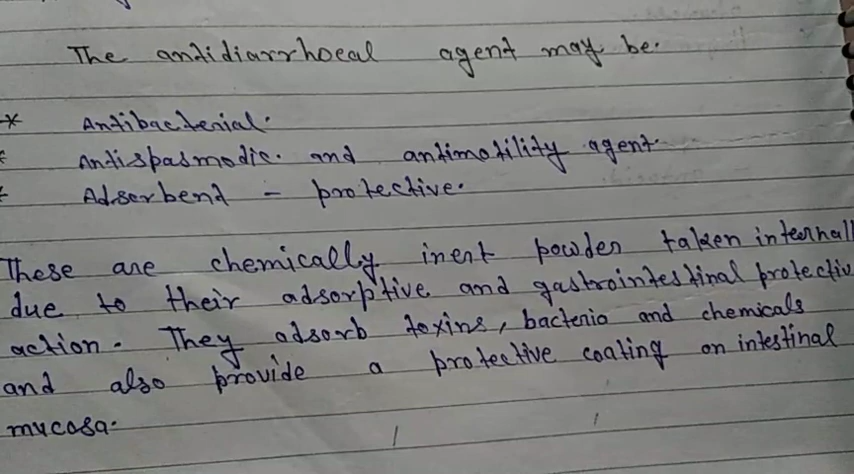 The antidiarrhoeal agent may be.
* Antibacterial.
* Antispasmodic. and antimotility agent.
* Adserbend - protective.
These are chemically inert powder taken internall
due to their adsorptive and gastrointestinal protectiv
action. They adsorb toxins, bacteria and chemicals
and also provide a protective coating on intestinal
mucosa.